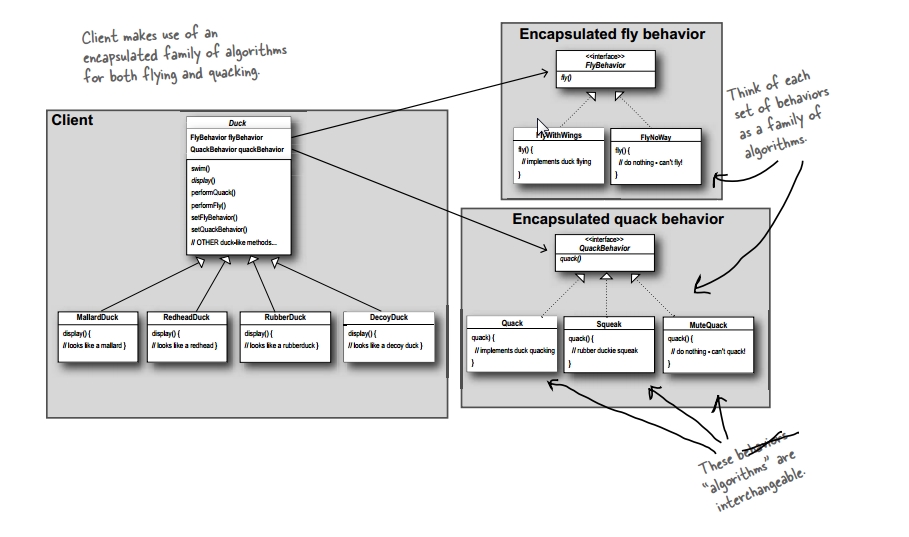 Client makes use of an
encapsulated family of algorithms
for both flying and quacking.
Client
Duck
FlyBehavior flyBehavior
QuackBehavior quackBehavior
swim()
display()
performQuack()
performFly()
setFlyBehavior()
setQuackBehavior()
// OTHER duck-like methods...
MallardDuck
display() {
// looks like a mallard }
RedheadDuck
display() {
// looks like a redhead }
RubberDuck
display() {
// looks like a rubberduck }
DecoyDuck
display() {
// looks like a decoy duck }
Encapsulated fly behavior
<<interface>>
FlyBehavior
fly()
FlyWithWings
fly() {
// implements duck flying
}
FlyNoWay
fly() {
// do nothing - can't fly!
}
Think of each
set of behaviors
as a family of
algorithms.
Encapsulated quack behavior
<<interface>>
QuackBehavior
quack()
Quack
quack) {
// implements duck quacking
}
Squeak
quack() {
// rubber duckie squeak
}
MuteQuack
quack() {
// do nothing - can't quack!
}
These behaviors
"algorithms" are
interchangeable.